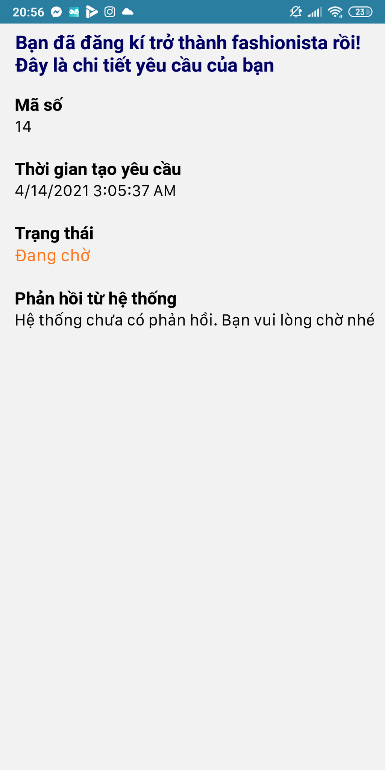 20:56
23
Bạn đã đăng kí trở thành fashionista rồi!
Đây là chi tiết yêu cầu của bạn
Mã số
14
Thời gian tạo yêu cầu
4/14/2021 3:05:37 AM
Trạng thái
Đang chờ
Phản hồi từ hệ thống
Hệ thống chưa có phản hồi. Bạn vui lòng chờ nhé